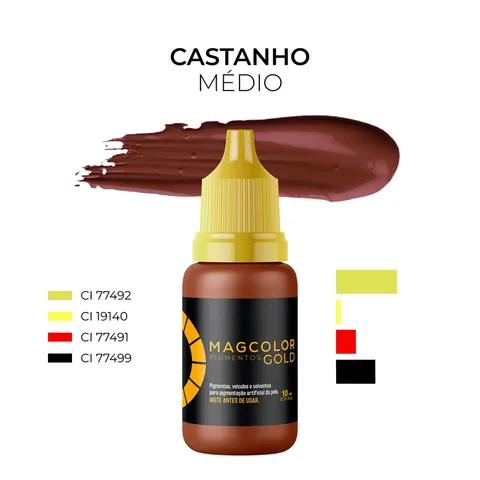 CASTANHO
MÉDIO
CI 77492
CI 19140
CI 77491
CI 77499
MAGCOLOR
PIGMENTOS GOLD
Pigmentos, veículos e solventes
para pigmentação artificial da pele.
AGITE ANTES DE USAR.
10 ml